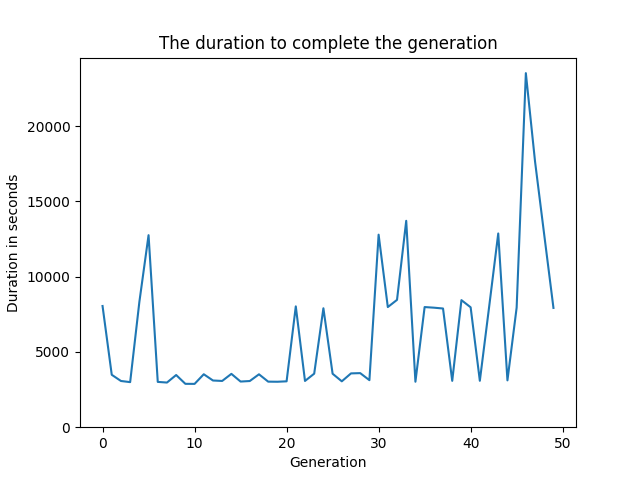 The duration to complete the generation
Duration in seconds
20000
15000
10000
5000
0
0 10 20 30 40 50
Generation